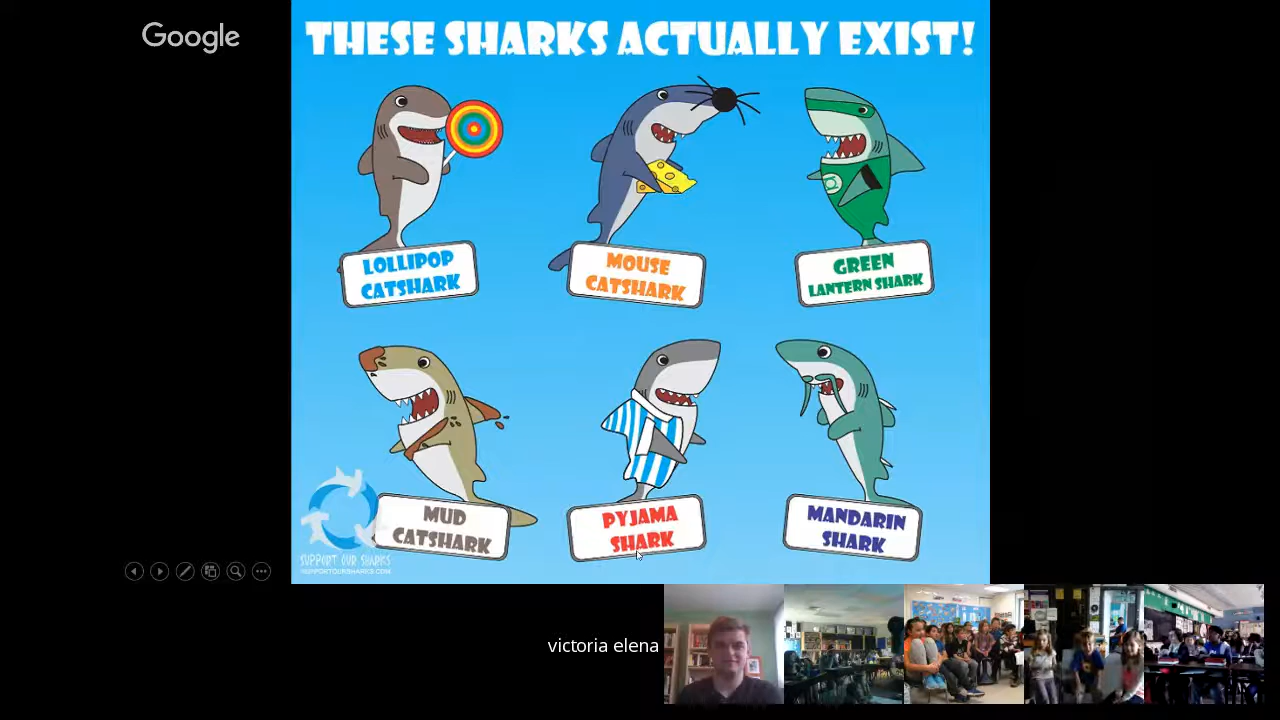 Google
THESE SHARKS ACTUALLY EXIST!
LOLLIPOP
CATSHARK
MOUSE
CATSHARK
GREEN
LANTERN SHARK
MUD
CATSHARK
PYJAMA
SHARK
MANDARIN
SHARK
SUPPORT OUR SHARKS
victoria elena